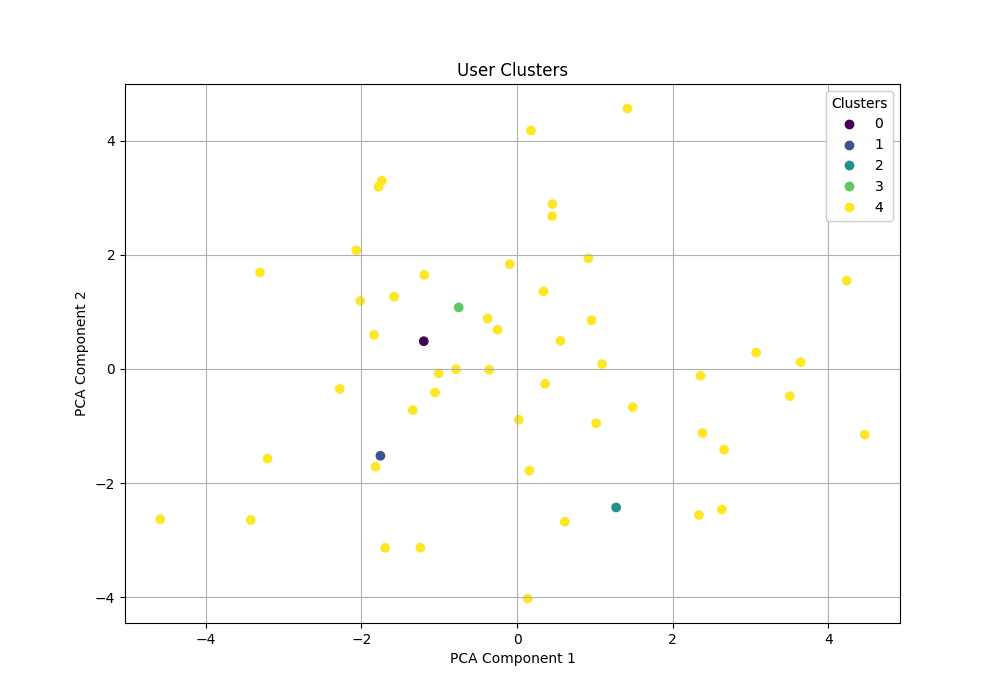 User Clusters
Clusters
0
1
2
3
4
4
2
0
−2
−4
PCA Component 2
−4 −2 0 2 4
PCA Component 1